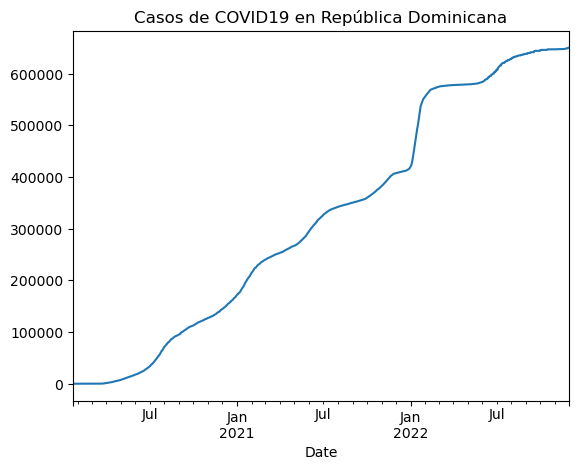 Casos de COVID19 en República Dominicana
600000
500000
400000
300000
200000
100000
0
Jul Jan Jul Jan Jul
2021 2022
Date